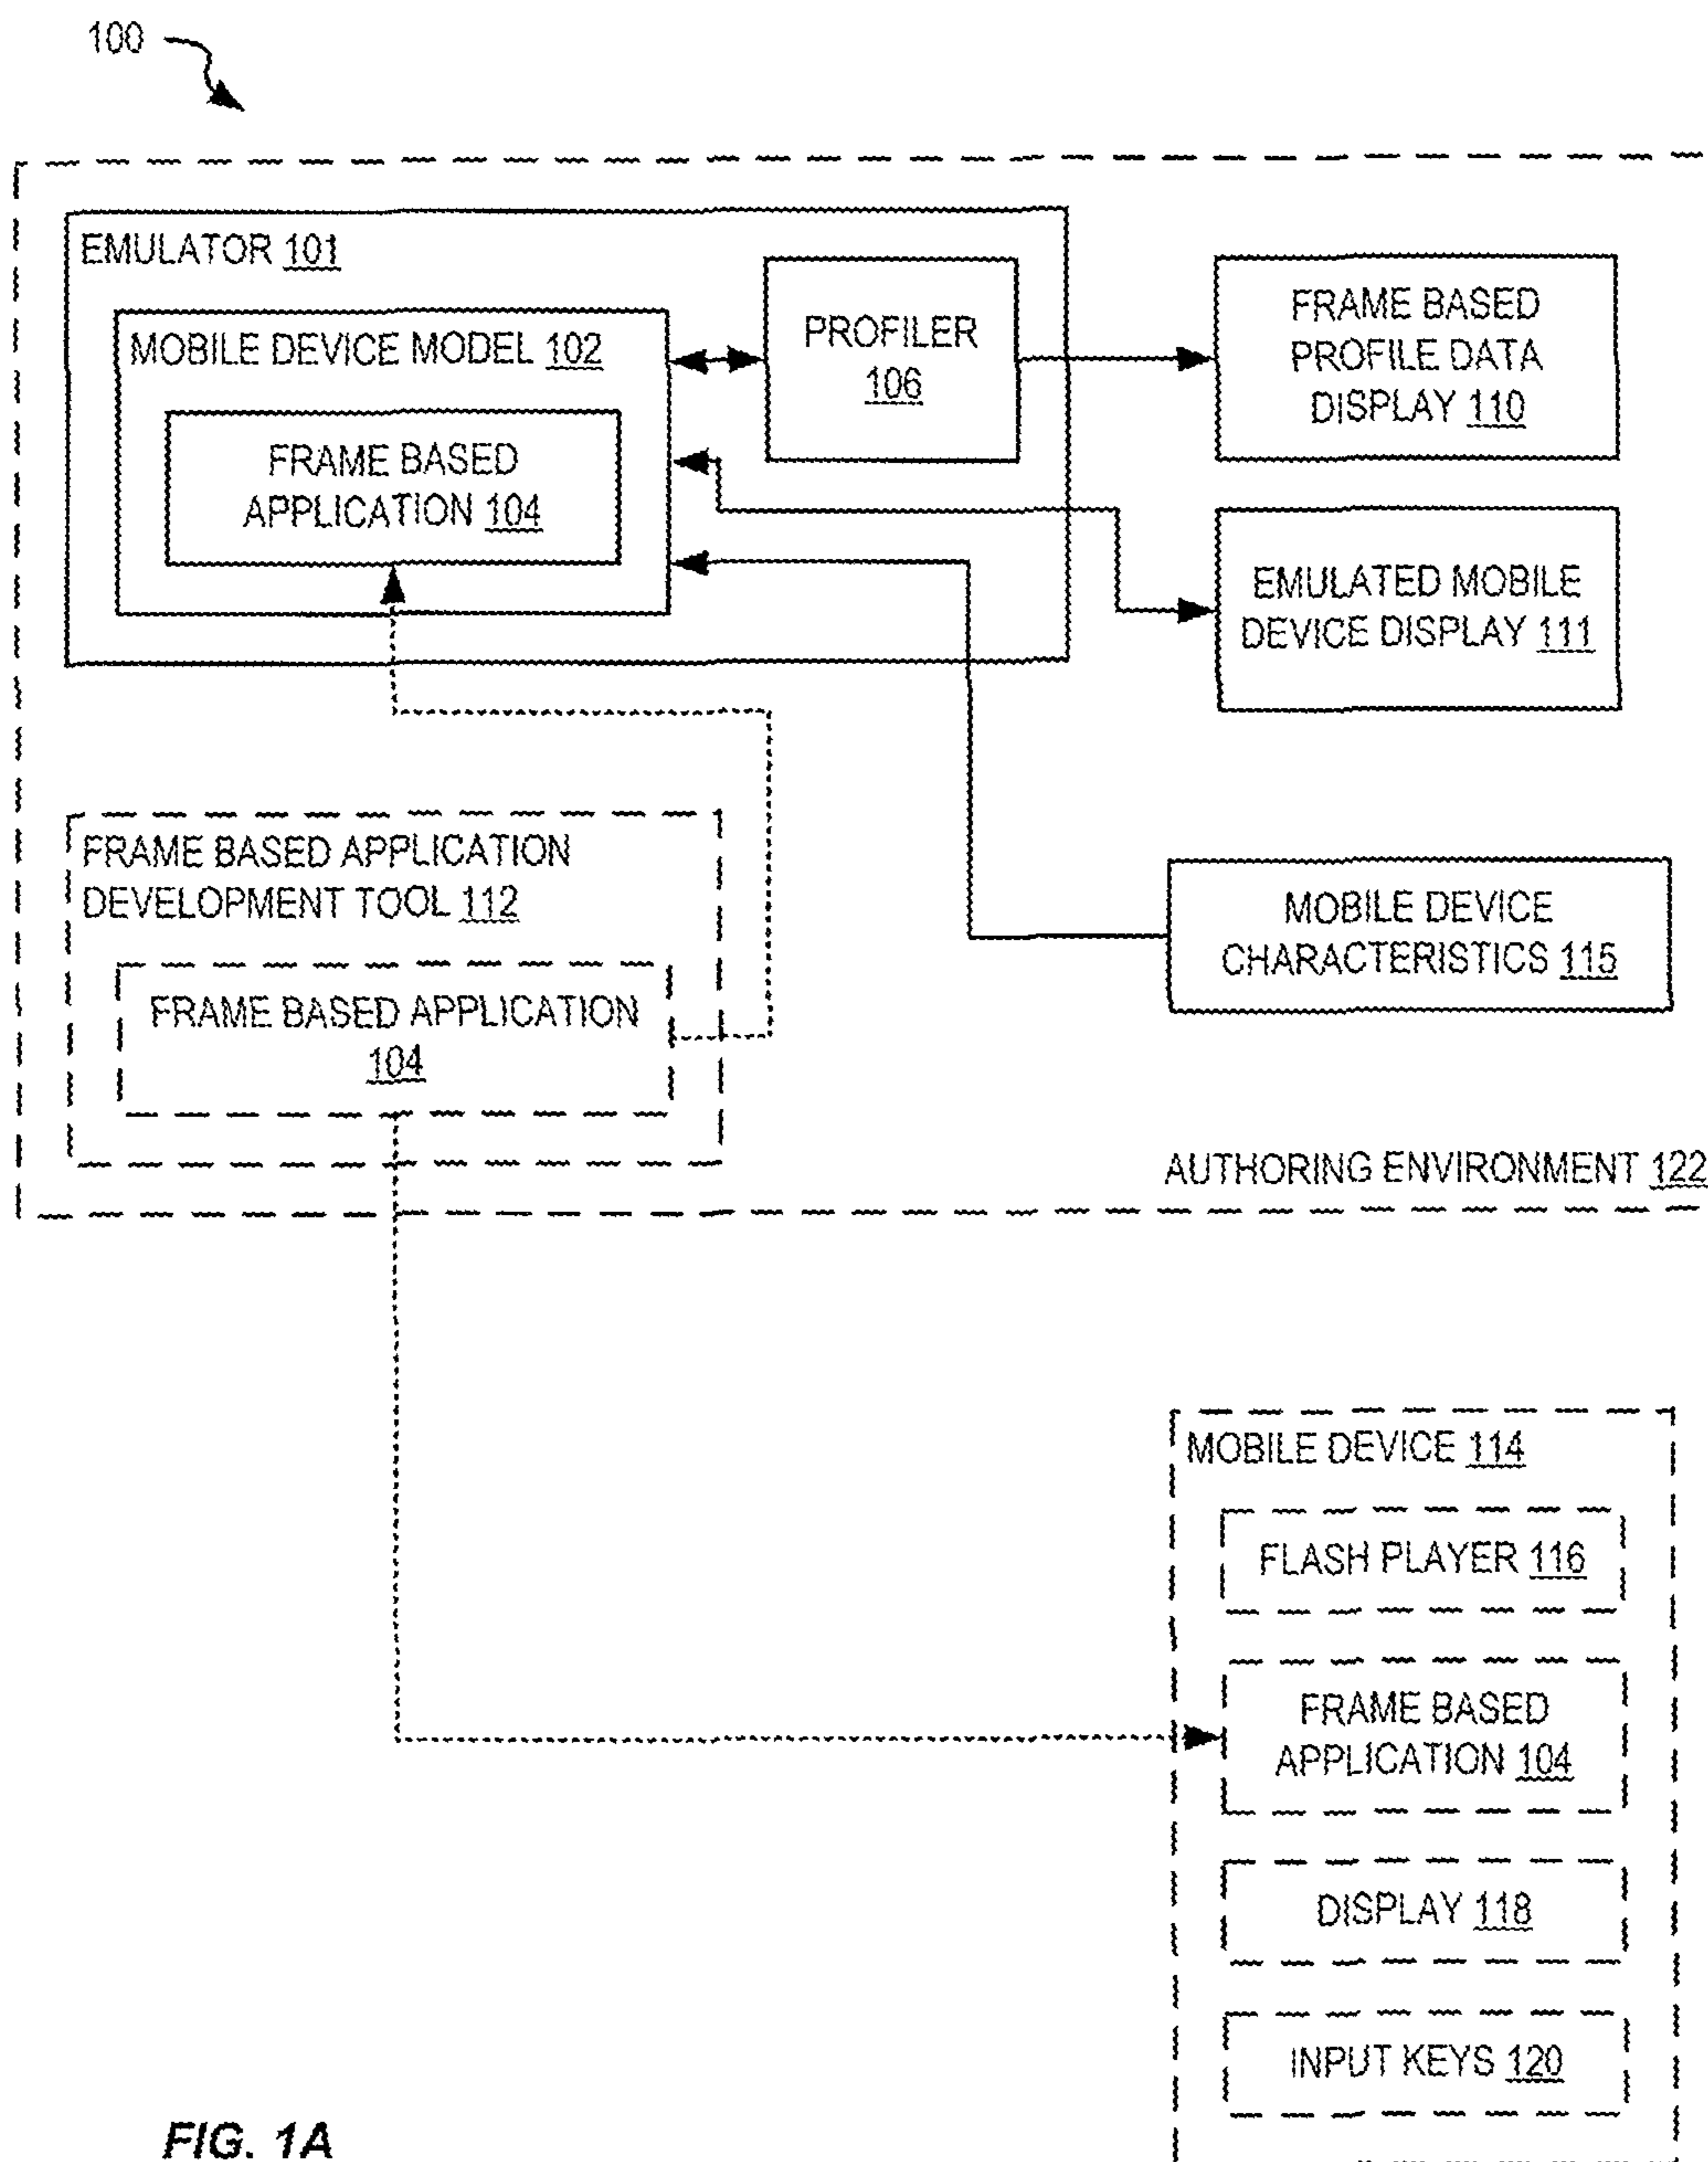 100
EMULATOR 101
MOBILE DEVICE MODEL 102
FRAME BASED
APPLICATION 104
PROFILER
106
FRAME BASED
PROFILE DATA
DISPLAY 110
EMULATED MOBILE
DEVICE DISPLAY 111
FRAME BASED APPLICATION
DEVELOPMENT TOOL 112
FRAME BASED APPLICATION
104
MOBILE DEVICE
CHARACTERISTICS 115
AUTHORING ENVIRONMENT 122
MOBILE DEVICE 114
FLASH PLAYER 116
FRAME BASED
APPLICATION 104
DISPLAY 118
INPUT KEYS 120
FIG. 1A